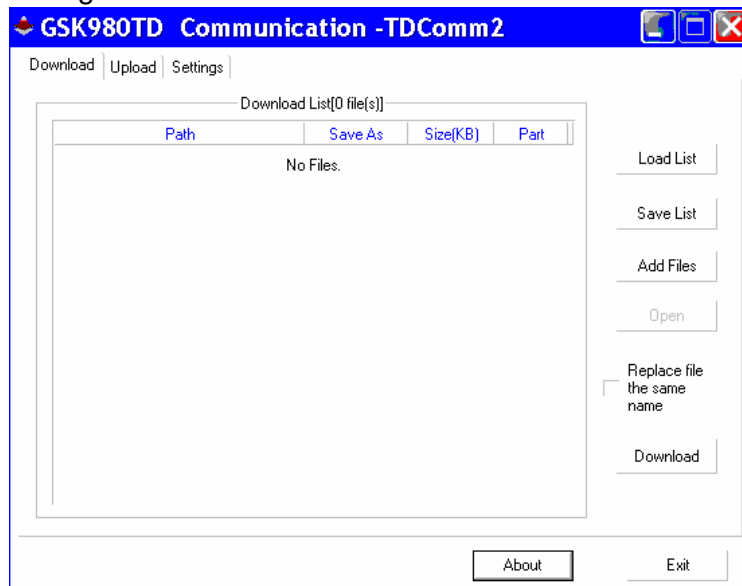 GSK980TD Communication -TDComm2
Download Upload Settings
Download List[0 file(s)]
Path Save As Size(KB) Part
No Files.
Load List
Save List
Add Files
Open
Replace file
the same
name
Download
About Exit